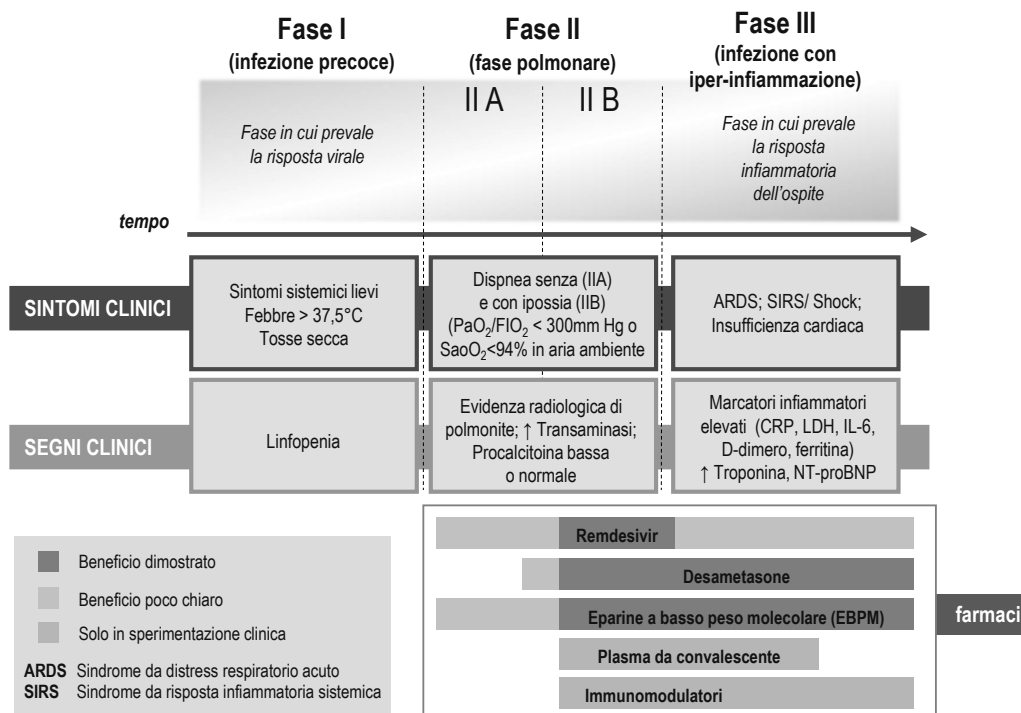 Fase I
(infezione precoce)
Fase II
(fase polmonare)
Fase III
(infezione con
iper-infiammazione)
II A
II B
Fase in cui prevale
la risposta virale
Fase in cui prevale
la risposta
infiammatoria
dell'ospite
tempo
SINTOMI CLINICI
Sintomi sistemici lievi
Febbre > 37,5°C
Tosse secca
Dispnea senza (IIA)
e con ipossia (IIB)
(PaO₂/FIO₂ < 300mm Hg o
SaoO₂<94% in aria ambiente
ARDS; SIRS/ Shock;
Insufficienza cardiaca
SEGNI CLINICI
Linfopenia
Evidenza radiologica di
polmonite; ↑ Transaminasi;
Procalcitoina bassa
o normale
Marcatori infiammatori
elevati (CRP, LDH, IL-6,
D-dimero, ferritina)
↑ Troponina, NT-proBNP
Beneficio dimostrato
Beneficio poco chiaro
Solo in sperimentazione clinica
ARDS Sindrome da distress respiratorio acuto
SIRS Sindrome da risposta infiammatoria sistemica
Remdesivir
Desametasone
Eparine a basso peso molecolare (EBPM)
Plasma da convalescente
Immunomodulatori
farmaci